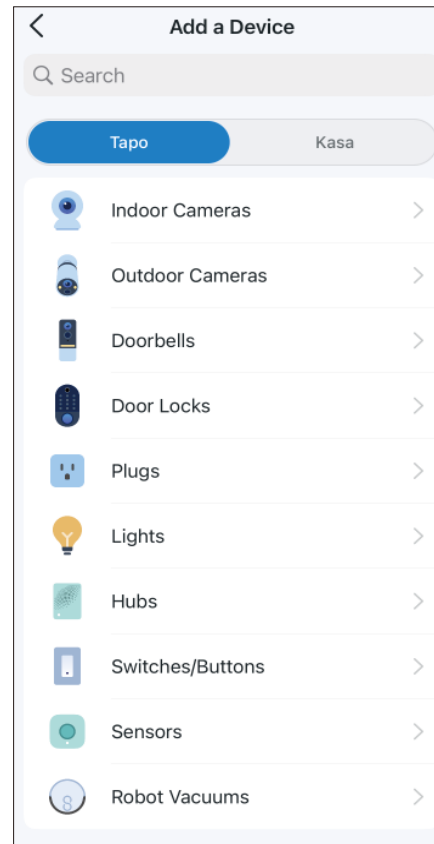 Add a Device
Search
Tapo Kasa
Indoor Cameras
Outdoor Cameras
Doorbells
Door Locks
Plugs
Lights
Hubs
Switches/Buttons
Sensors
Robot Vacuums